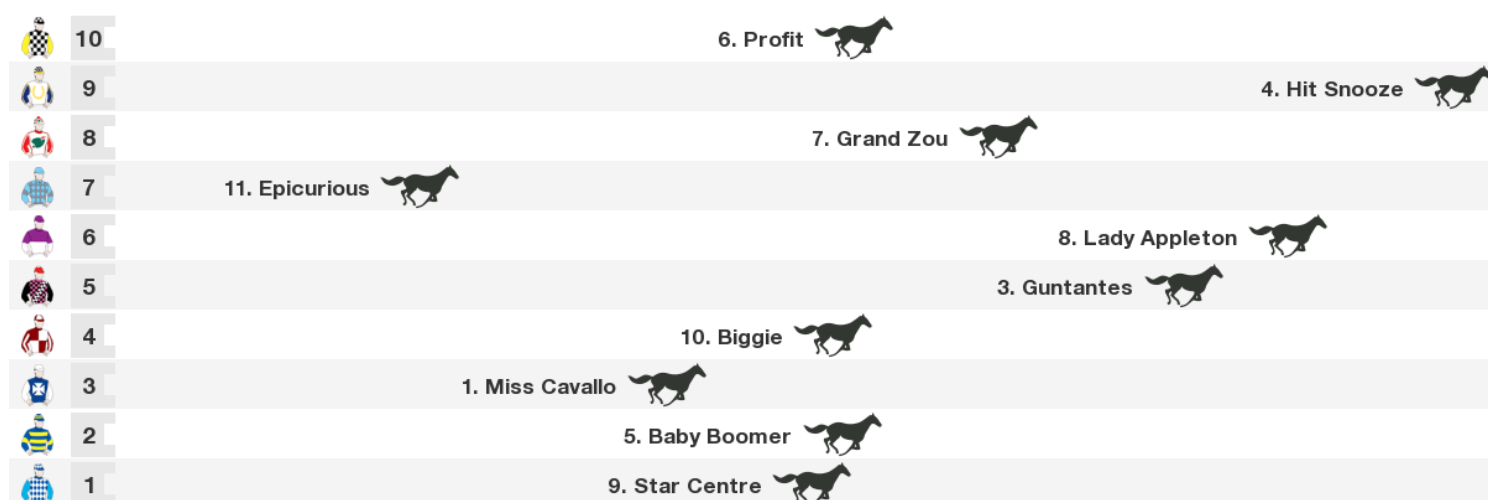 10 6. Profit
9 4. Hit Snooze
8 7. Grand Zou
7 11. Epicurious
6 8. Lady Appleton
5 3. Guntantes
4 10. Biggie
3 1. Miss Cavallo
2 5. Baby Boomer
1 9. Star Centre